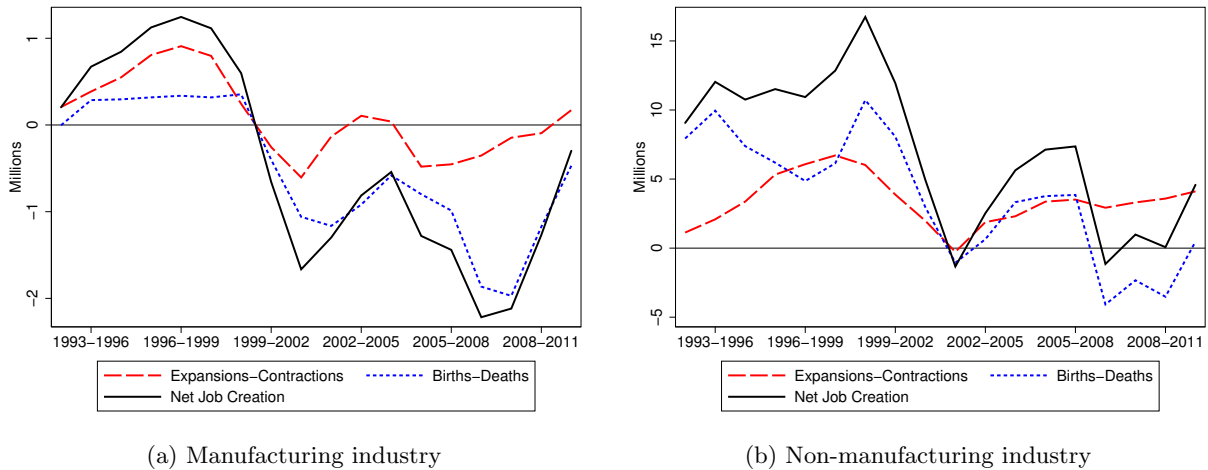 1
0
−1
−2
Millions
1993−1996 1996−1999 1999−2002 2002−2005 2005−2008 2008−2011
Expansions−Contractions Births−Deaths
Net Job Creation
(a) Manufacturing industry
15
10
5
0
−5
Millions
1993−1996 1996−1999 1999−2002 2002−2005 2005−2008 2008−2011
Expansions−Contractions Births−Deaths
Net Job Creation
(b) Non-manufacturing industry